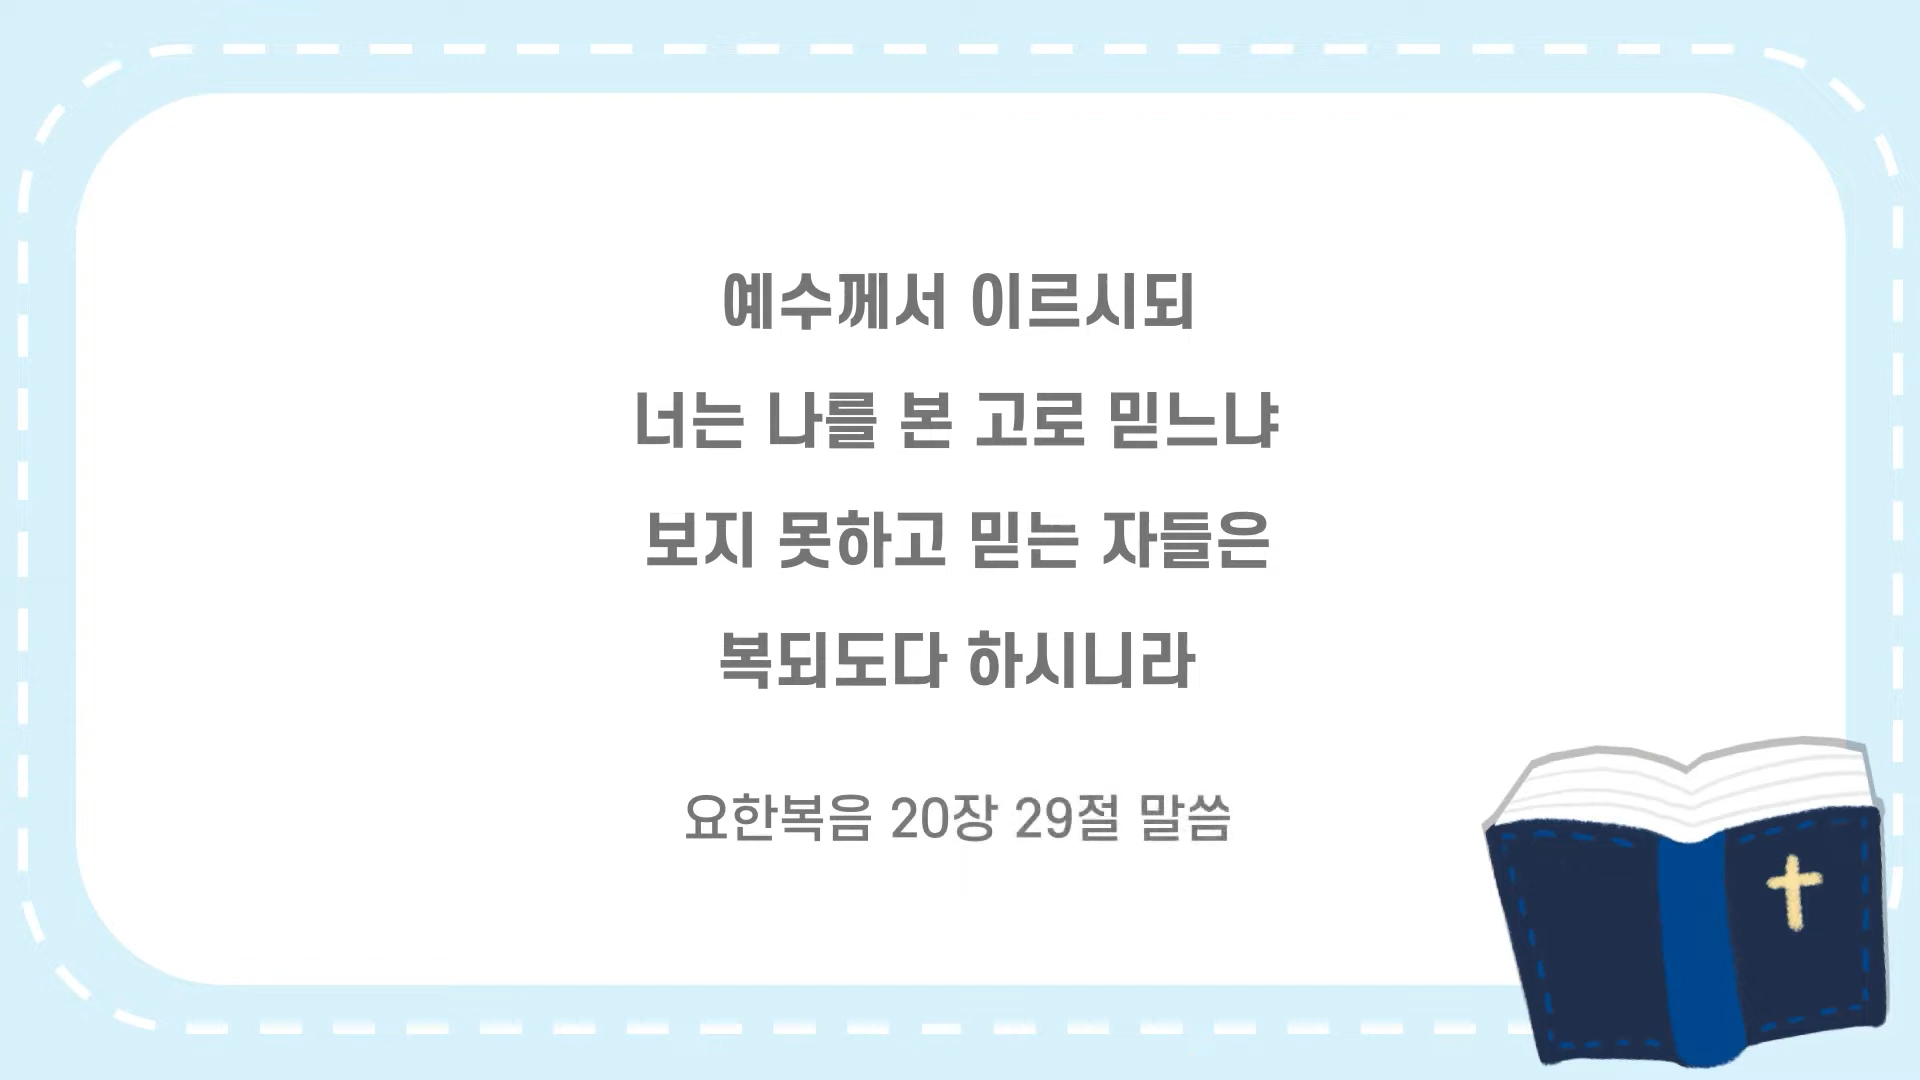 예수께서 이르시되
너는 나를 본 고로 믿느냐
보지 못하고 믿는 자들은
복되도다 하시니라
요한복음 20장 29절 말씀